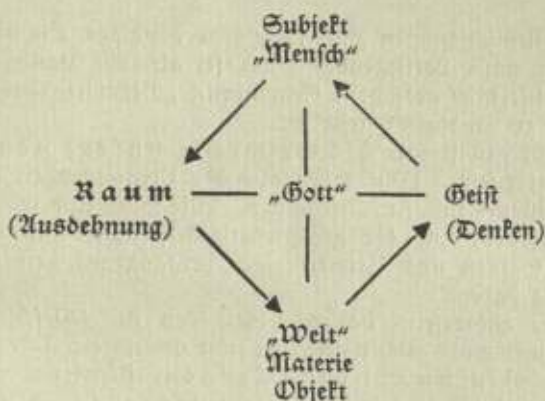 Subjekt
„Mensch“
Raum „Gott“ Geist
(Ausdehnung) (Denken)
„Welt“
Materie
Objekt